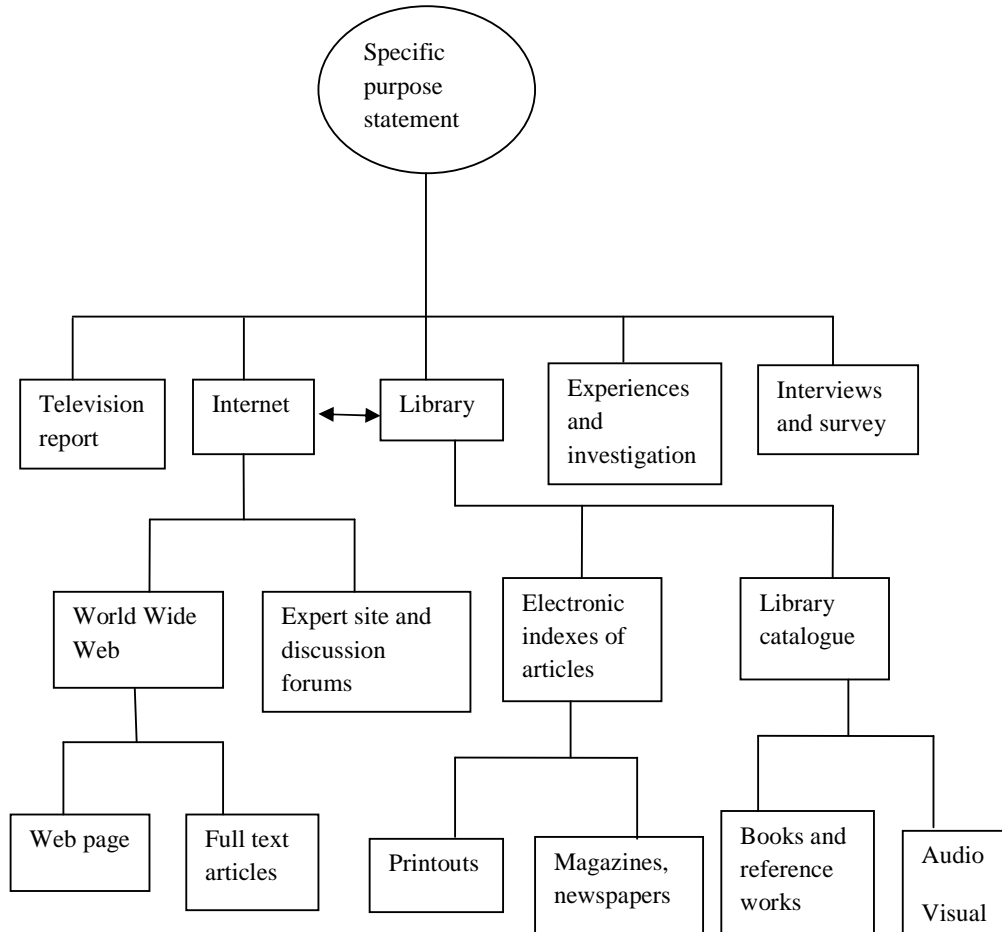 Specific
purpose
statement
Television
report
Internet
Library
Experiences
and
investigation
Interviews
and survey
World Wide
Web
Expert site and
discussion
forums
Electronic
indexes of
articles
Library
catalogue
Web page
Full text
articles
Printouts
Magazines,
newspapers
Books and
reference
works
Audio
Visual